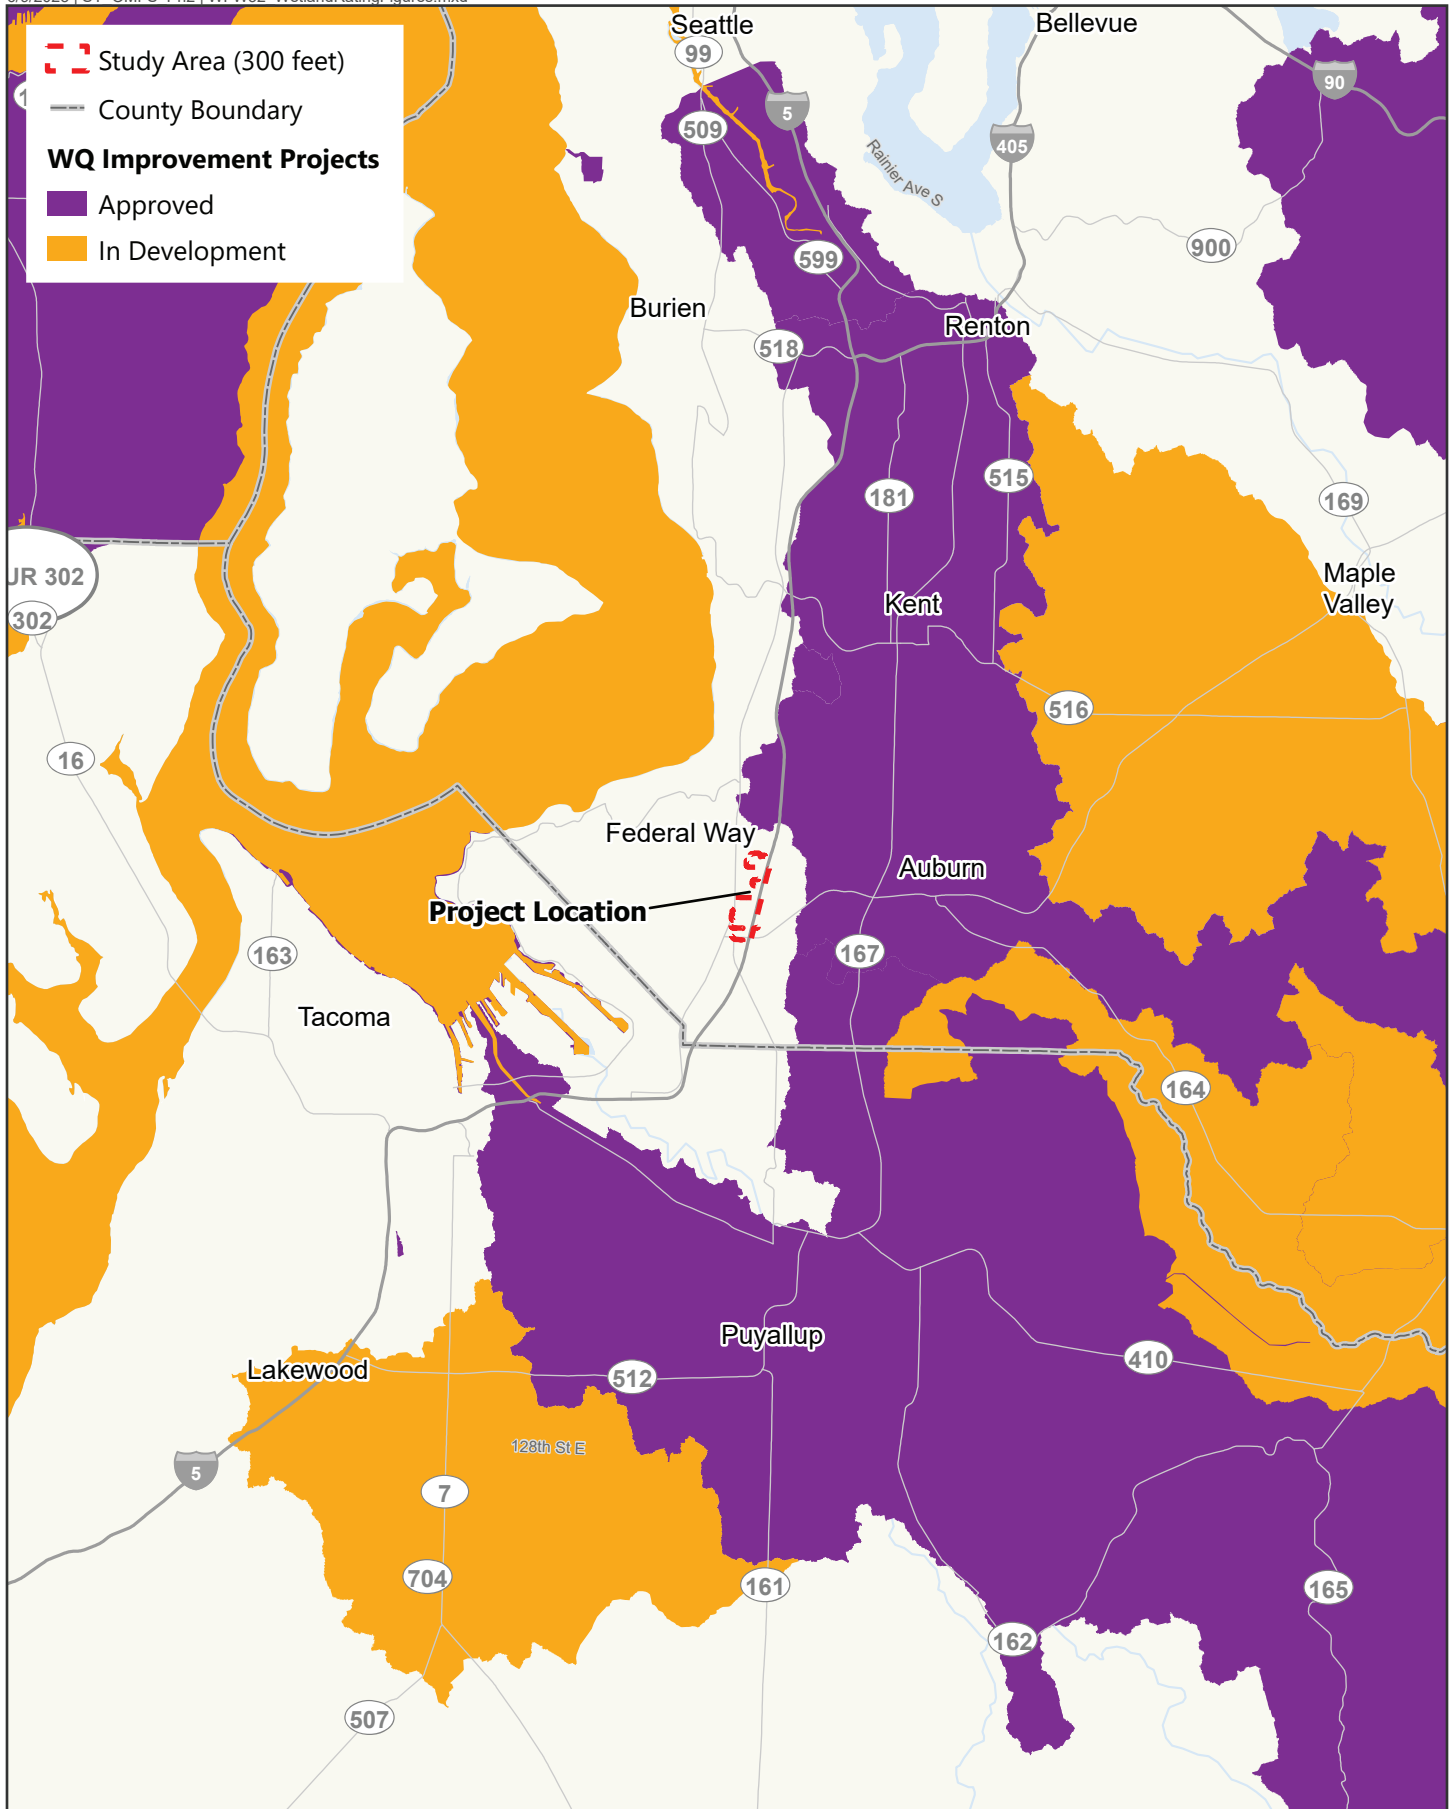 Study Area (300 feet)
County Boundary
WQ Improvement Projects
Approved
In Development
Seattle
Bellevue
99
90
5
509
405
Rainier Ave S
900
599
Burien
Renton
518
515
181
169
JR 302
Maple
Valley
Kent
302
516
16
Federal Way
Auburn
Project Location
163
167
Tacoma
164
Puyallup
410
Lakewood
512
128th St E
5
7
704
161
165
162
507